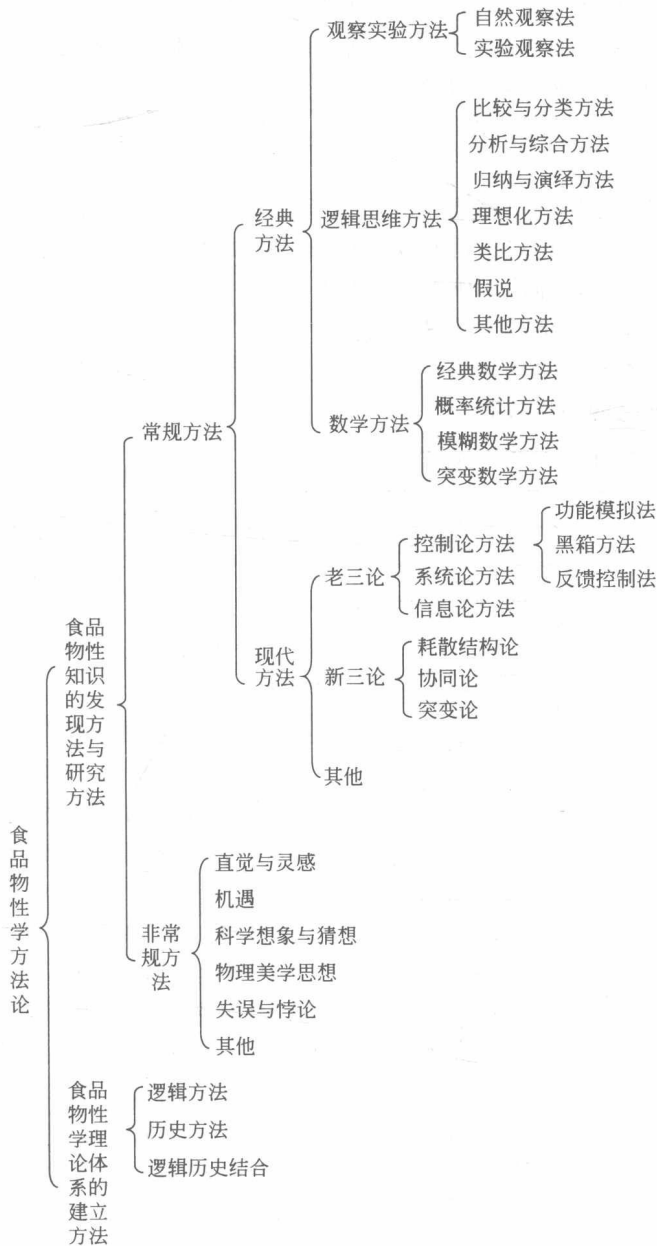 食品物性学方法论
食品物性知识的发现方法与研究方法
常规方法
经典方法
观察实验方法
自然观察法
实验观察法
逻辑思维方法
比较与分类方法
分析与综合方法
归纳与演绎方法
理想化方法
类比方法
假说
其他方法
数学方法
经典数学方法
概率统计方法
模糊数学方法
突变数学方法
现代方法
老三论
控制论方法
功能模拟法
黑箱方法
反馈控制法
系统论方法
信息论方法
新三论
耗散结构论
协同论
突变论
其他
非常规方法
直觉与灵感
机遇
科学想象与猜想
物理美学思想
失误与悖论
其他
食品物性学理论体系的建立方法
逻辑方法
历史方法
逻辑历史结合